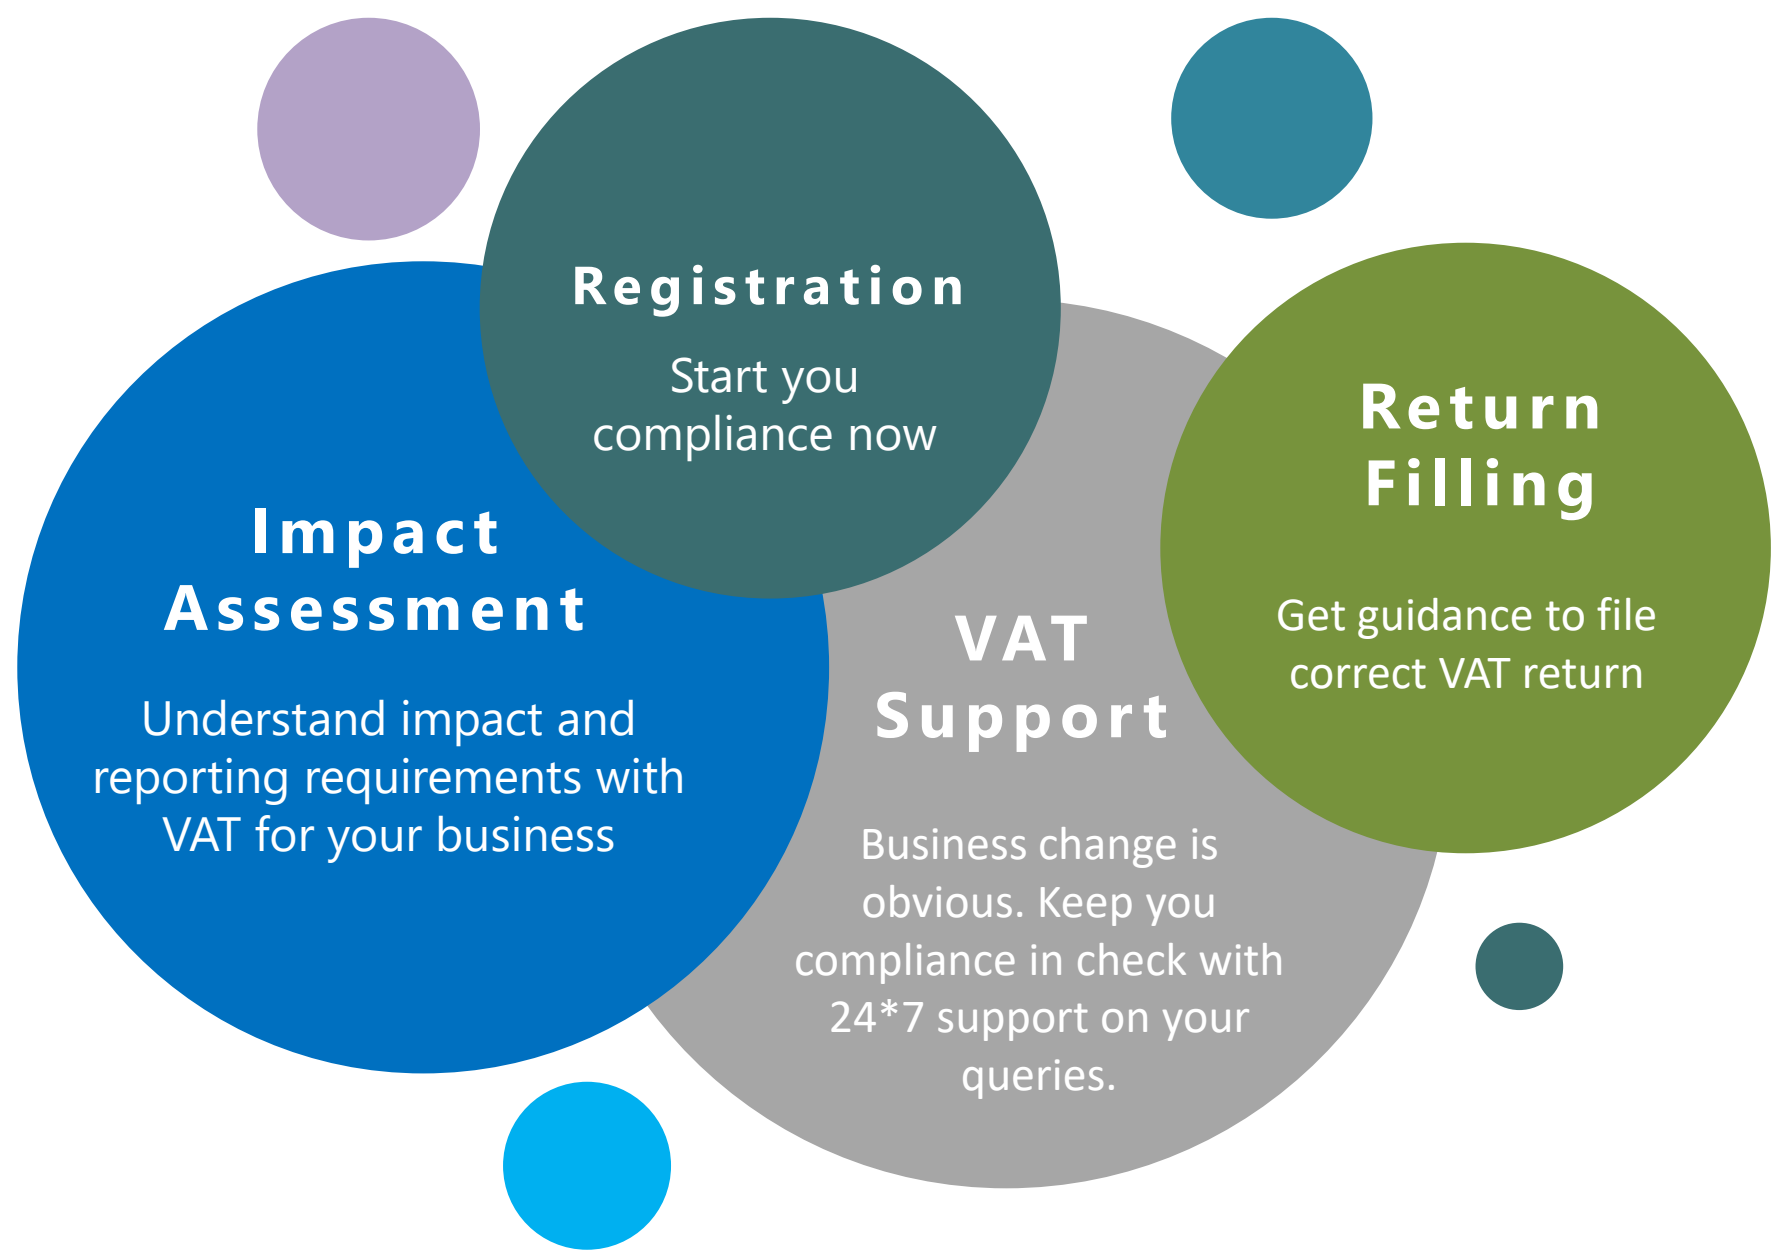 Registration
Start you
compliance now
Impact
Assessment
Understand impact and
reporting requirements with
VAT for your business
VAT
Support
Business change is
obvious. Keep you
compliance in check with
24*7 support on your
queries.
Return
Filling
Get guidance to file
correct VAT return